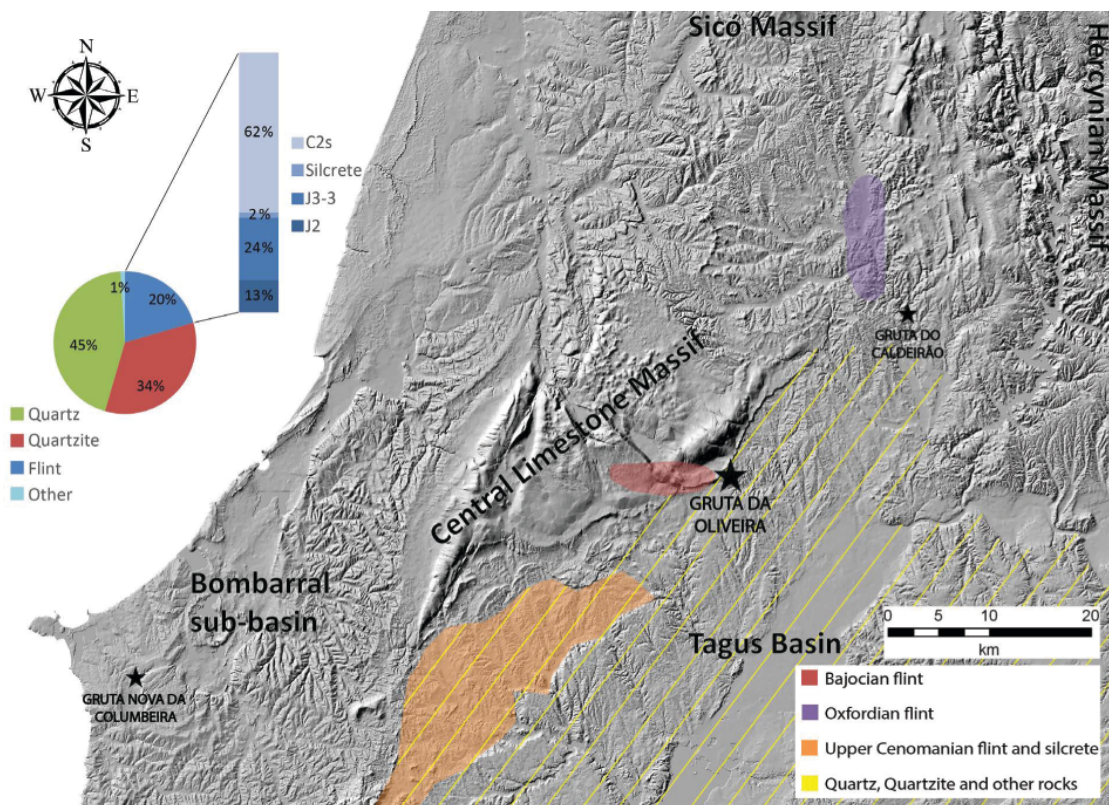 N
W E
S
62%
2%
24%
13%
C2s
Silcrete
J3-3
J2
1%
20%
45%
34%
Quartz
Quartzite
Flint
Other
Sicó Massif
Hercynian Massif
GRUTA DO
CALDEIRÃO
Central Limestone Massif
GRUTA DA
OLIVEIRA
Bombarral
sub-basin
GRUTA NOVA DA
COLUMBEIRA
Tagus Basin
0 5 10 20
km
Bajocian flint
Oxfordian flint
Upper Cenomanian flint and silcrete
Quartz, Quartzite and other rocks